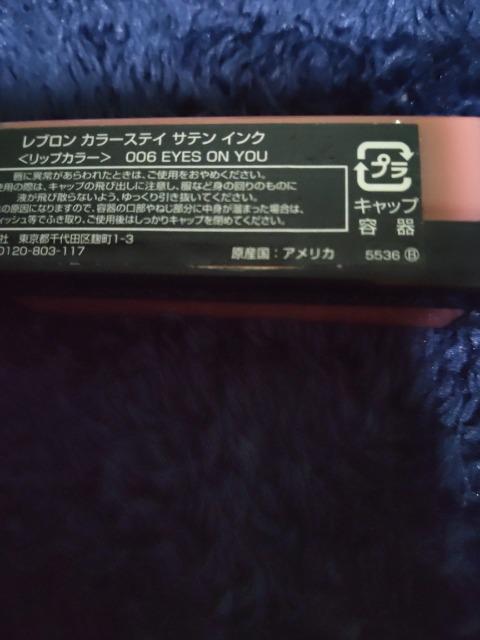 レブロン カラーステイ サテン インク
<リップカラー> 006 EYES ON YOU
唇に異常があらわれたときは、ご使用をおやめください。
使用の際は、キャップの飛び出しに注意し、服など身の回りのものに
液が飛び散らないよう、ゆっくり引き抜いてください。
の原因になりますので、容器の口部やねじ部分に中身が溜まった場合は、
ィッシュ等でふき取り、ご使用後はしっかりキャップを閉めてください。
社 東京都千代田区麹町1-3
0120-803-117
原産国：アメリカ
プラ
キャップ
容器
5536 Ⓑ